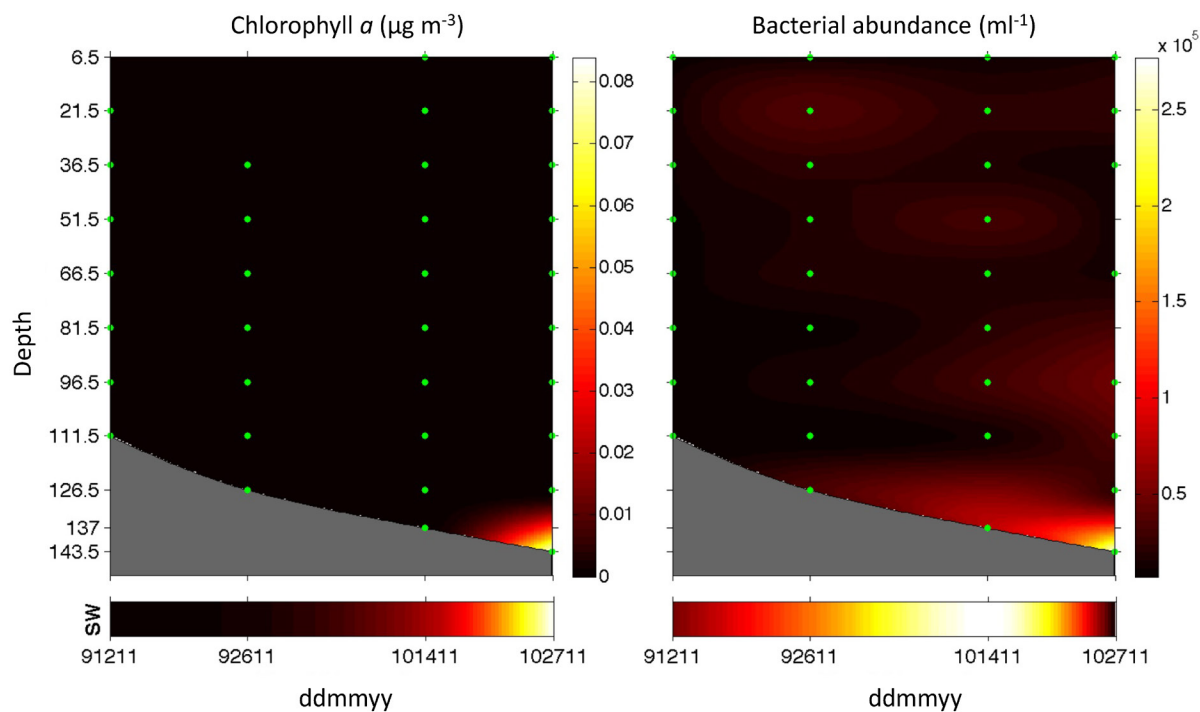 Chlorophyll a (µg m-3)
6.5
21.5
36.5
51.5
66.5
81.5
96.5
111.5
126.5
137
143.5
Depth
0.08
0.07
0.06
0.05
0.04
0.03
0.02
0.01
0
SW
91211 92611 101411 102711
ddmmyy
Bacterial abundance (ml-1)
x 10^5
2.5
2
1.5
1
0.5
91211 92611 101411 102711
ddmmyy